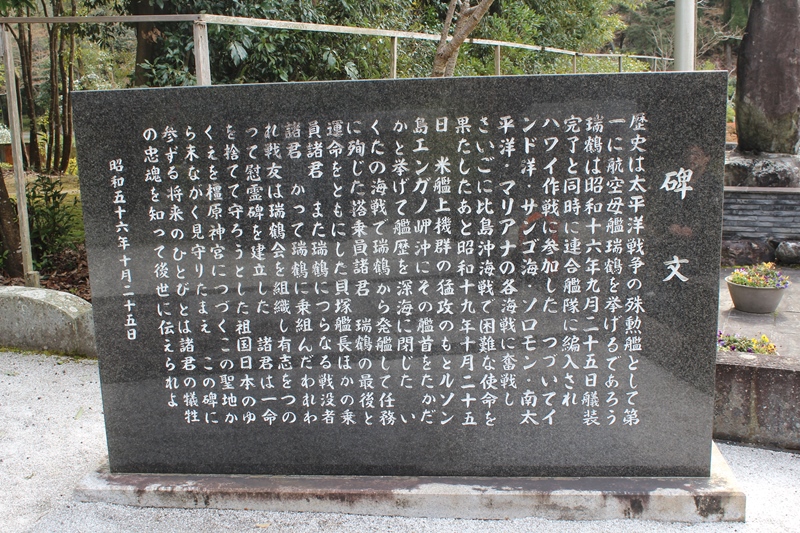 碑文
歴史は太平洋戦争の殊勲艦として第
一に航空母艦瑞鶴を挙げるであろう
瑞鶴は昭和十六年九月二十五日艤装
完了と同時に連合艦隊に編入され
ハワイ作戦に参加した つづいてイ
ンド洋・サンゴ海 ソロモン・南太
平洋・マリアナの各海戦に奮戦し
さいごに比島沖海戦で困難な使命を
果たしたあと昭和十九年十月二十五
日 米艦上機群の猛攻のもとルソン
島エンガノ岬沖にその艦首をたかだ
かと挙げて艦歴を深海に閉じた い
くたの海戦で瑞鶴から発艦して任務
に殉じた搭乗員諸君 瑞鶴の最後と
運命をともにした貝塚艦長ほかの乗
員諸君 また瑞鶴につらなる戦没者
諸君 かつて瑞鶴に乗組んだわれわ
れ戦友は瑞鶴会を組織し有志をつの
って慰霊碑を建立した 諸君は一命
を捨てて守ろうとした祖国日本のゆ
くえを橿原神宮につづくこの聖地か
ら末ながく見守りたまえ この碑に
参ずる将来のひとびとは諸君の犠牲
の忠魂を知って後世に伝えられよ
昭和五十六年十月二十五日